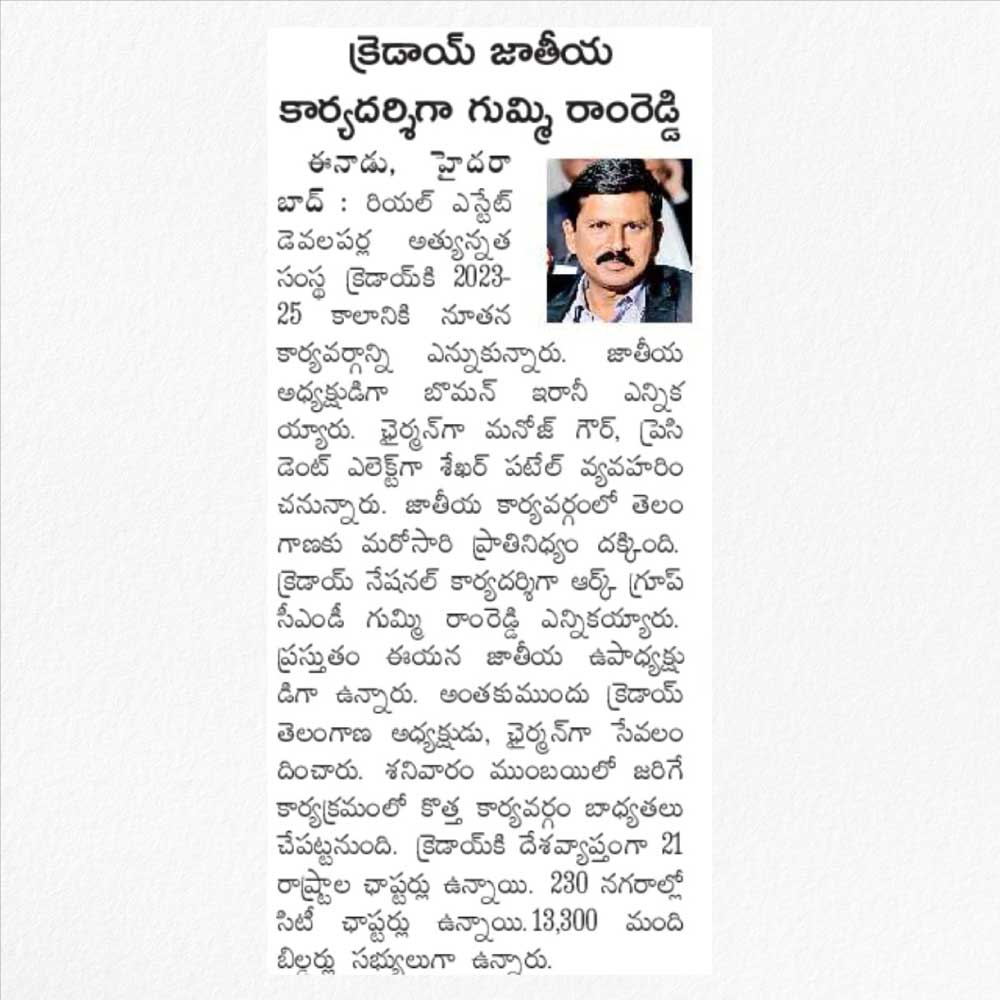 క్రెడాయ్ జాతీయ
కార్యదర్శిగా గుమ్మి రాంరెడ్డి
ఈనాడు, హైదరా
బాద్ : రియల్ ఎస్టేట్
డెవలపర్ల అత్యున్నత
సంస్థ క్రెడాయ్‌కి 2023-
25 కాలానికి నూతన
కార్యవర్గాన్ని ఎన్నుకున్నారు. జాతీయ
అధ్యక్షుడిగా బొమన్ ఇరానీ ఎన్నిక
య్యారు. ఛైర్మన్‌గా మనోజ్ గౌర్, ప్రెసి
డెంట్ ఎలెక్ట్‌గా శేఖర్ పటేల్ వ్యవహరిం
చనున్నారు. జాతీయ కార్యవర్గంలో తెలం
గాణకు మరోసారి ప్రాతినిధ్యం దక్కింది.
క్రెడాయ్ నేషనల్ కార్యదర్శిగా ఆర్క్ గ్రూప్
సీఎండీ గుమ్మి రాంరెడ్డి ఎన్నికయ్యారు.
ప్రస్తుతం ఈయన జాతీయ ఉపాధ్యక్షు
డిగా ఉన్నారు. అంతకుముందు క్రెడాయ్
తెలంగాణ అధ్యక్షుడు, ఛైర్మన్‌గా సేవలం
దించారు. శనివారం ముంబయిలో జరిగే
కార్యక్రమంలో కొత్త కార్యవర్గం బాధ్యతలు
చేపట్టనుంది. క్రెడాయ్‌కి దేశవ్యాప్తంగా 21
రాష్ట్రాల ఛాప్టర్లు ఉన్నాయి. 230 నగరాల్లో
సిటీ ఛాప్టర్లు ఉన్నాయి.13,300 మంది
బిల్డర్లు సభ్యులుగా ఉన్నారు.